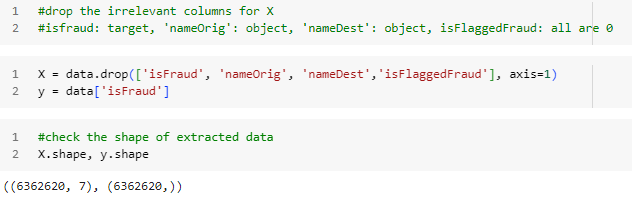 1 #drop the irrelevant columns for X
2 #isfraud: target, 'nameOrig': object, 'nameDest': object, isFlaggedFraud: all are 0
1 X = data.drop(['isFraud', 'nameOrig', 'nameDest','isFlaggedFraud'], axis=1)
2 y = data['isFraud']
1 #check the shape of extracted data
2 X.shape, y.shape
((6362620, 7), (6362620,))